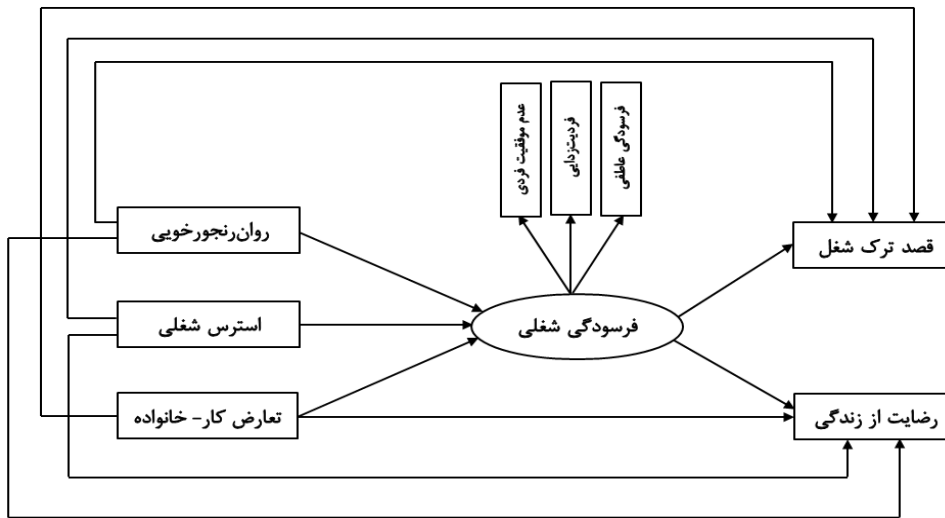 عدم موفقیت فردی
فردیت‌زدایی
فرسودگی عاطفی
روان‌رنجورخویی
قصد ترک شغل
استرس شغلی
فرسودگی شغلی
تعارض کار- خانواده
رضایت از زندگی